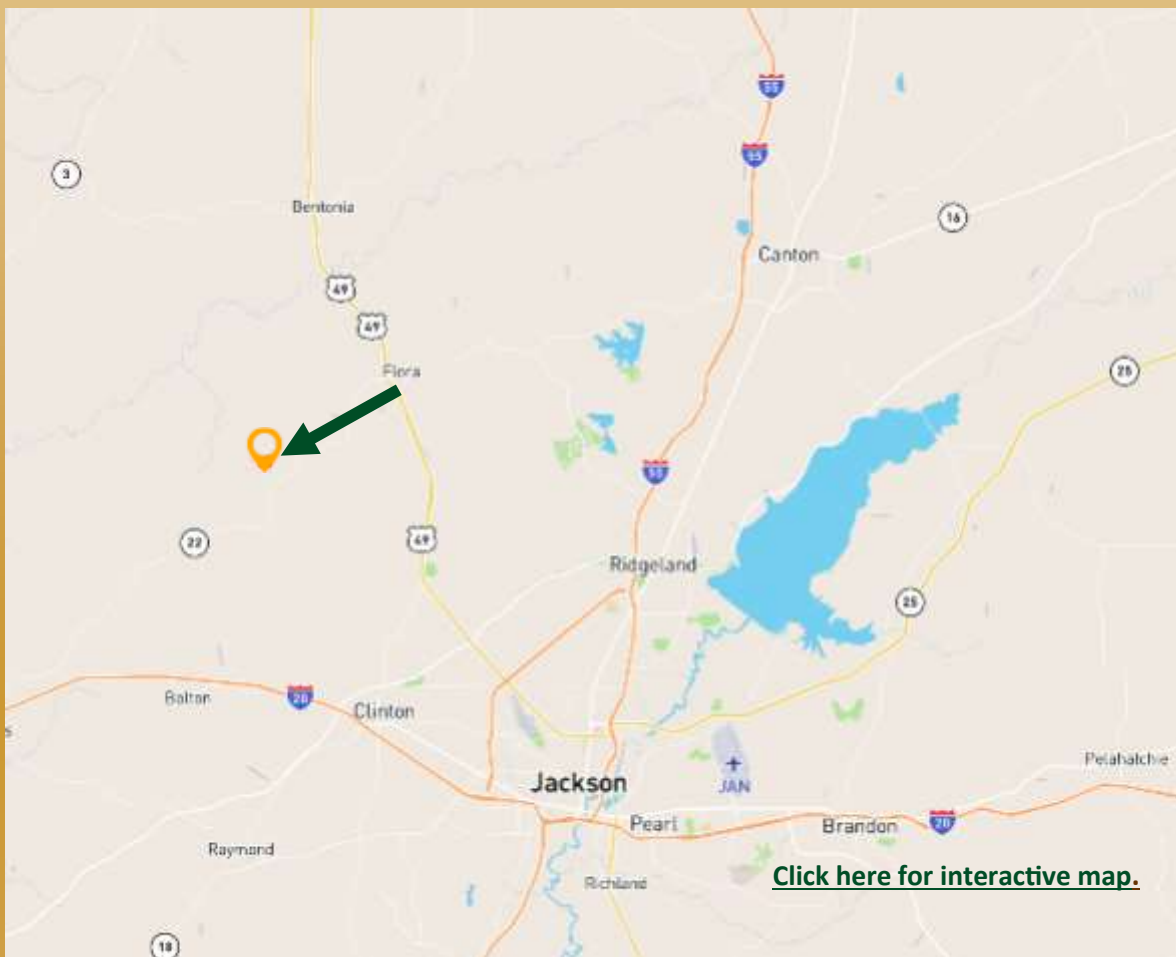 55
55
3
Bentonia
16
Canton
49
49
Flora
25
55
22
49
Ridgeland
25
Bolton
20
Clinton
Pelahatchie
Jackson
JAN
Pearl
Brandon
20
Raymond
Click here for interactive map.
Richland
18